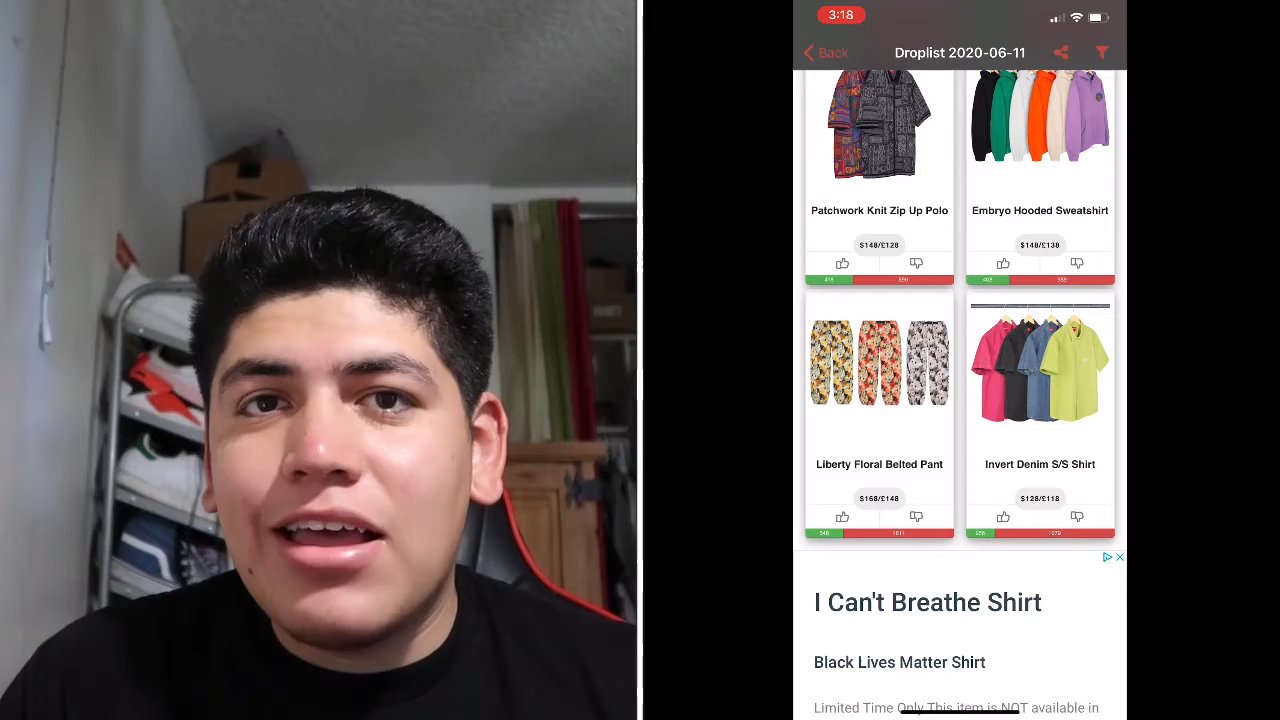 3:18
Back
Droplist 2020-06-11
Patchwork Knit Zip Up Polo
Embryo Hooded Sweatshirt
$148/£128
$148/£138
Liberty Floral Belted Pant
Invert Denim S/S Shirt
$168/£148
$128/£118
I Can't Breathe Shirt
Black Lives Matter Shirt
Limited Time Only This item is NOT available in